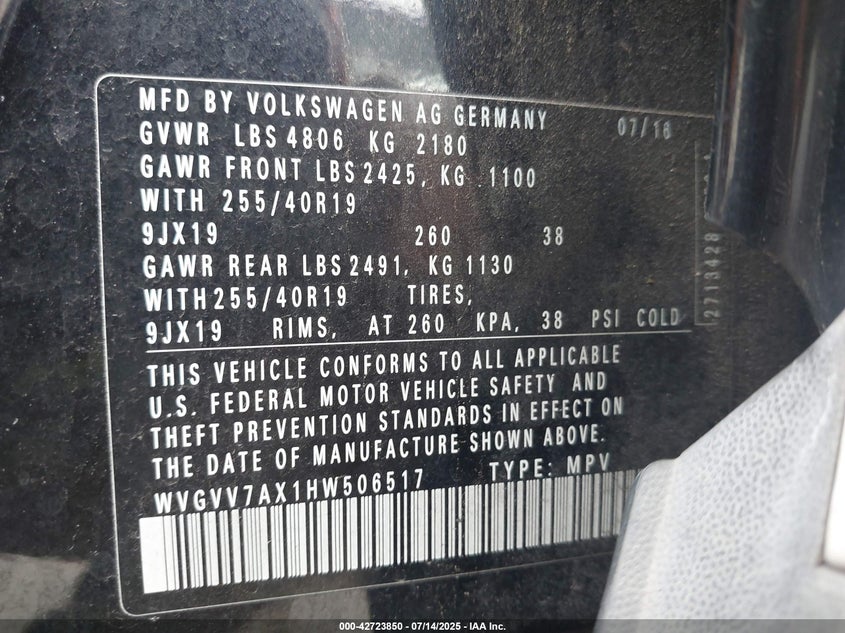 MFD BY VOLKSWAGEN AG GERMANY 07/16
GVWR LBS 4806 KG 2180
GAWR FRONT LBS 2425, KG 1100
WITH 255/40R19
9JX19 260 38
GAWR REAR LBS 2491, KG 1130
WITH 255/40R19 TIRES,
9JX19 RIMS, AT 260 KPA, 38 PSI COLD
THIS VEHICLE CONFORMS TO ALL APPLICABLE
U.S. FEDERAL MOTOR VEHICLE SAFETY AND
THEFT PREVENTION STANDARDS IN EFFECT ON
THE DATE OF MANUFACTURE SHOWN ABOVE.
WVGVV7AX1HW506517 TYPE: MPV
2713428
000-42723850 - 07/14/2025 - IAA Inc.